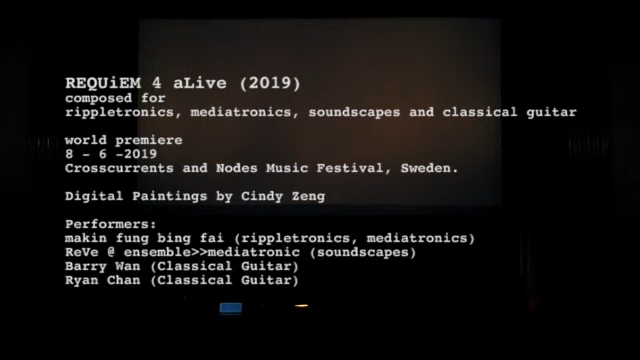 REQUiEM 4 aLive (2019)
composed for
rippletronics, mediatronics, soundscapes and classical guitar
world premiere
8 - 6 -2019
Crosscurrents and Nodes Music Festival, Sweden.
Digital Paintings by Cindy Zeng
Performers:
makin fung bing fai (rippletronics, mediatronics)
ReVe @ ensemble>>mediatronic (soundscapes)
Barry Wan (Classical Guitar)
Ryan Chan (Classical Guitar)